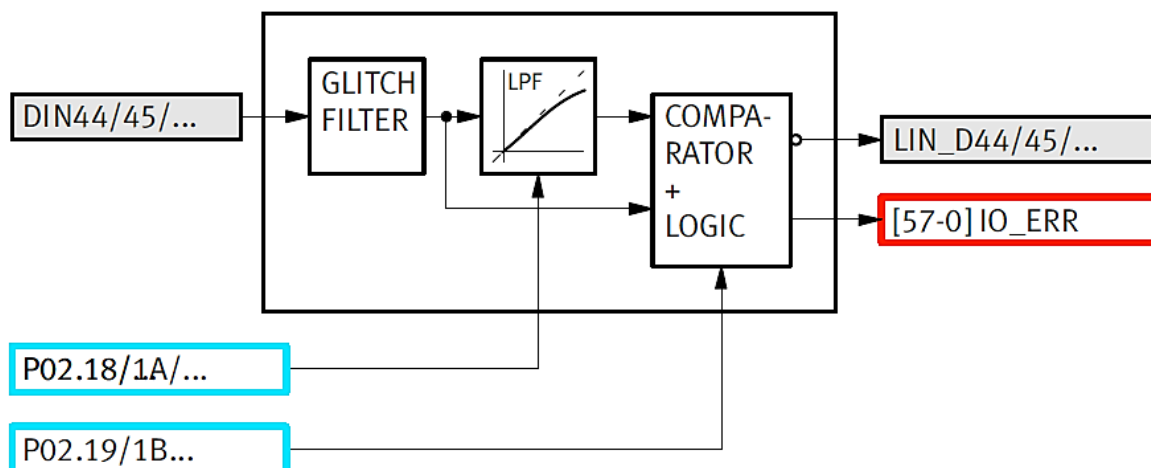 DIN44/45/...
GLITCH
FILTER
LPF
COMPA-
RATOR
+
LOGIC
LIN_D44/45/...
[57-0] IO_ERR
P02.18/1A/...
P02.19/1B...